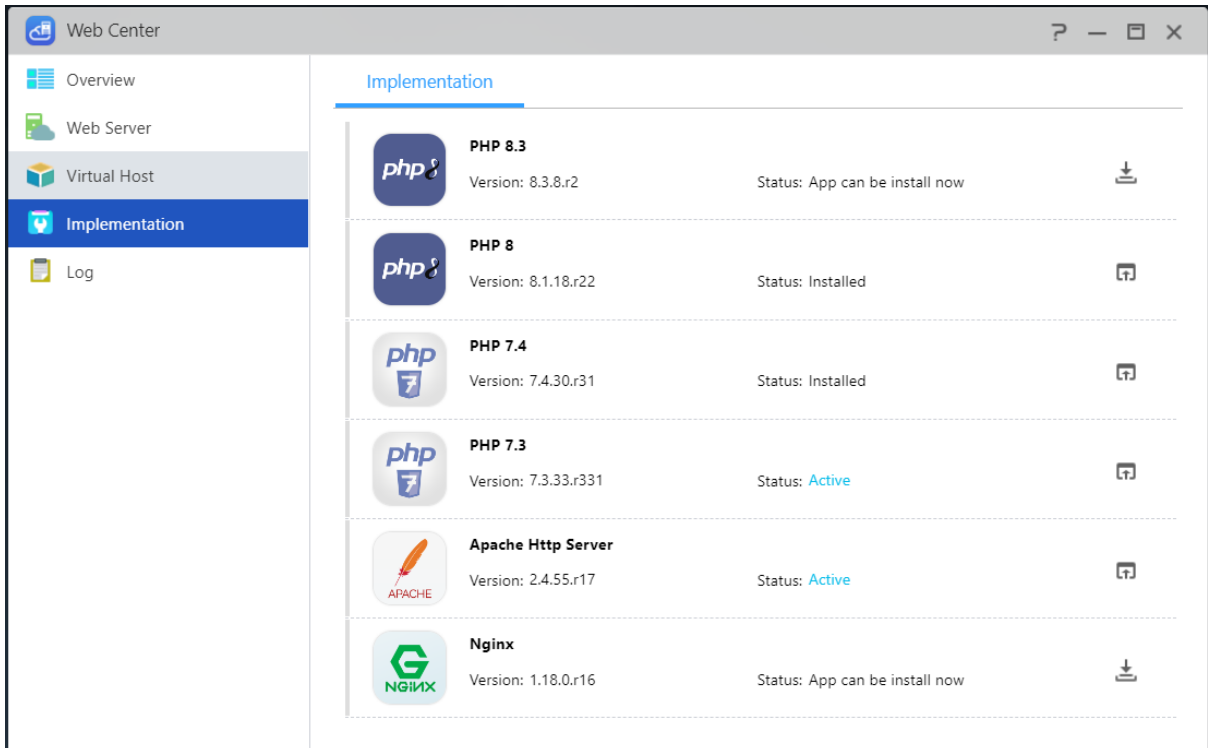 Web Center
Overview
Web Server
Virtual Host
Implementation
Log
Implementation
php8
PHP 8.3
Version: 8.3.8.r2 Status: App can be install now
php8
PHP 8
Version: 8.1.18.r22 Status: Installed
php
7
PHP 7.4
Version: 7.4.30.r31 Status: Installed
php
7
PHP 7.3
Version: 7.3.33.r331 Status: Active
APACHE
Apache Http Server
Version: 2.4.55.r17 Status: Active
G
NGiNX
Nginx
Version: 1.18.0.r16 Status: App can be install now